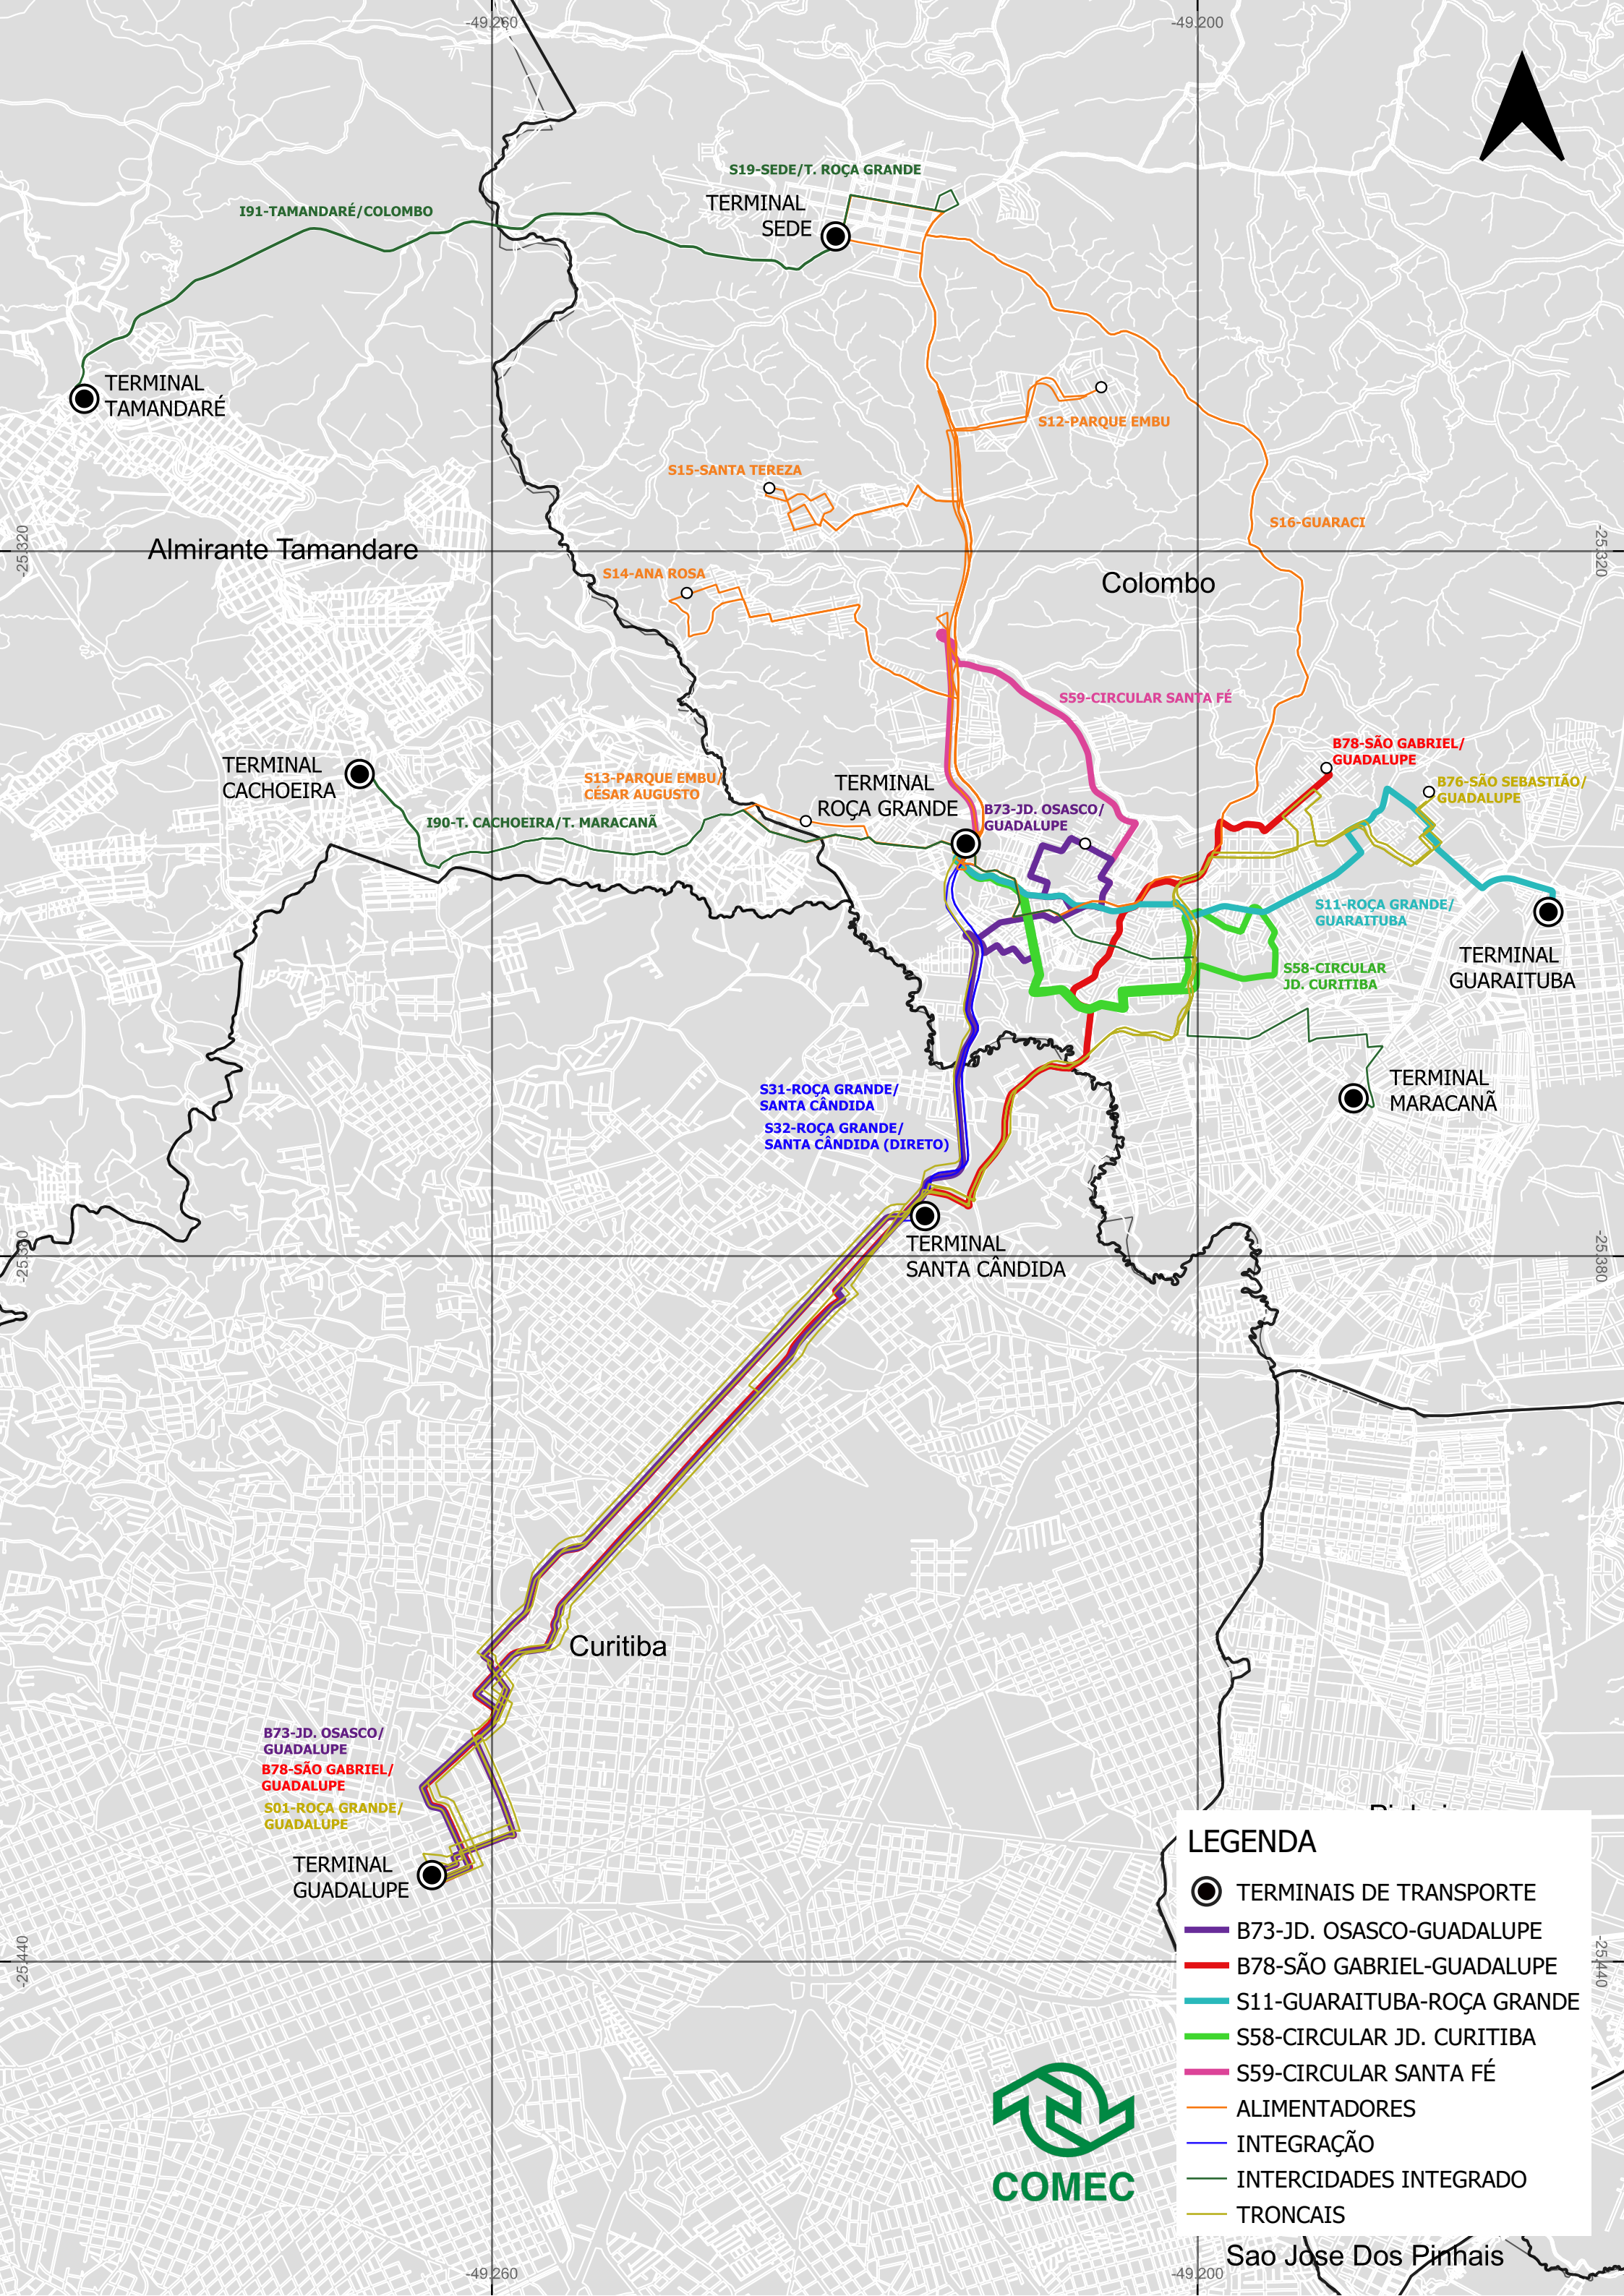 -49.260
-49.200
S19-SEDE/T. ROÇA GRANDE
TERMINAL
SEDE
I91-TAMANDARÉ/COLOMBO
TERMINAL
TAMANDARÉ
S12-PARQUE EMBU
S15-SANTA TEREZA
S16-GUARACI
-25.320
-25.320
Almirante Tamandare
S14-ANA ROSA
Colombo
S59-CIRCULAR SANTA FÉ
B78-SÃO GABRIEL/
GUADALUPE
TERMINAL
CACHOEIRA
S13-PARQUE EMBU/
CÉSAR AUGUSTO
TERMINAL
ROÇA GRANDE
B76-SÃO SEBASTIÃO/
GUADALUPE
B73-JD. OSASCO/
GUADALUPE
I90-T. CACHOEIRA/T. MARACANÃ
S11-ROÇA GRANDE/
GUARAITUBA
TERMINAL
GUARAITUBA
S58-CIRCULAR
JD. CURITIBA
TERMINAL
MARACANÃ
S31-ROÇA GRANDE/
SANTA CÂNDIDA
S32-ROÇA GRANDE/
SANTA CÂNDIDA (DIRETO)
TERMINAL
SANTA CÂNDIDA
-25.380
-25.380
Curitiba
B73-JD. OSASCO/
GUADALUPE
B78-SÃO GABRIEL/
GUADALUPE
S01-ROÇA GRANDE/
GUADALUPE
TERMINAL
GUADALUPE
-25.440
-25.440
LEGENDA
TERMINAIS DE TRANSPORTE
B73-JD. OSASCO-GUADALUPE
B78-SÃO GABRIEL-GUADALUPE
S11-GUARAITUBA-ROÇA GRANDE
S58-CIRCULAR JD. CURITIBA
S59-CIRCULAR SANTA FÉ
ALIMENTADORES
INTEGRAÇÃO
INTERCIDADES INTEGRADO
TRONCAIS
COMEC
Sao Jose Dos Pinhais
-49.260
-49.200